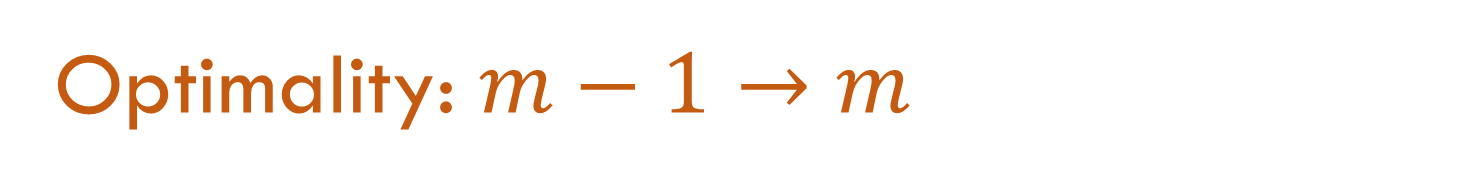 Optimality: 𝑚 − 1 → 𝑚